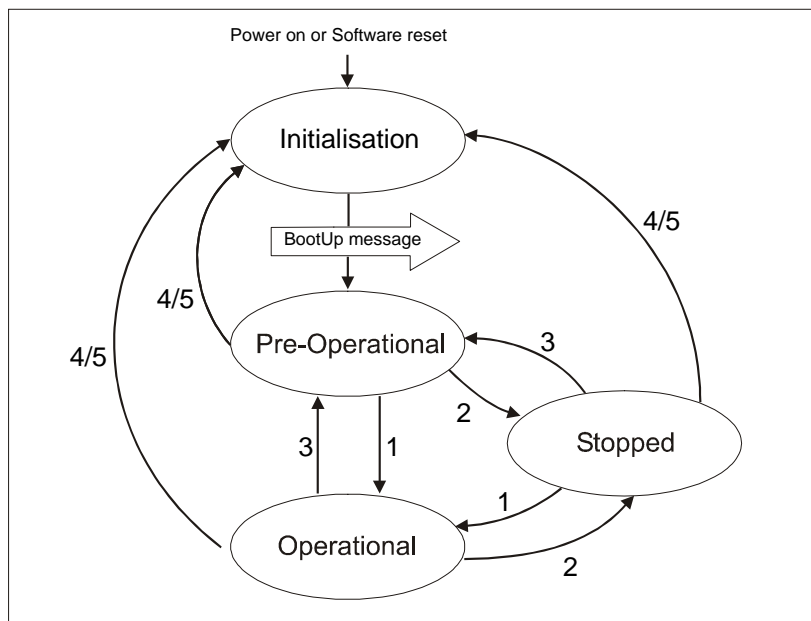 Power on or Software reset
Initialisation
4/5
BootUp message
4/5
Pre-Operational
3
4/5
2
Stopped
3
1
1
Operational
2